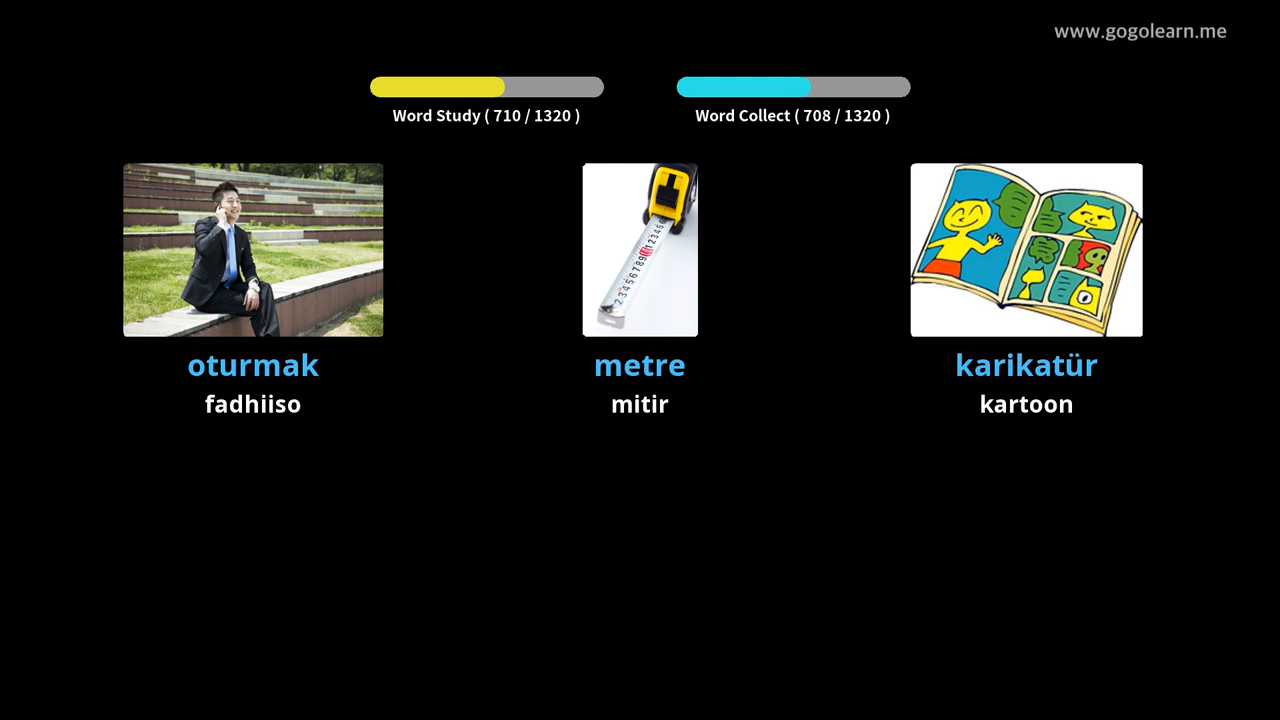 www.gogolearn.me
Word Study ( 710 / 1320 )
Word Collect ( 708 / 1320 )
oturmak
metre
karikatür
fadhiiso
mitir
kartoon